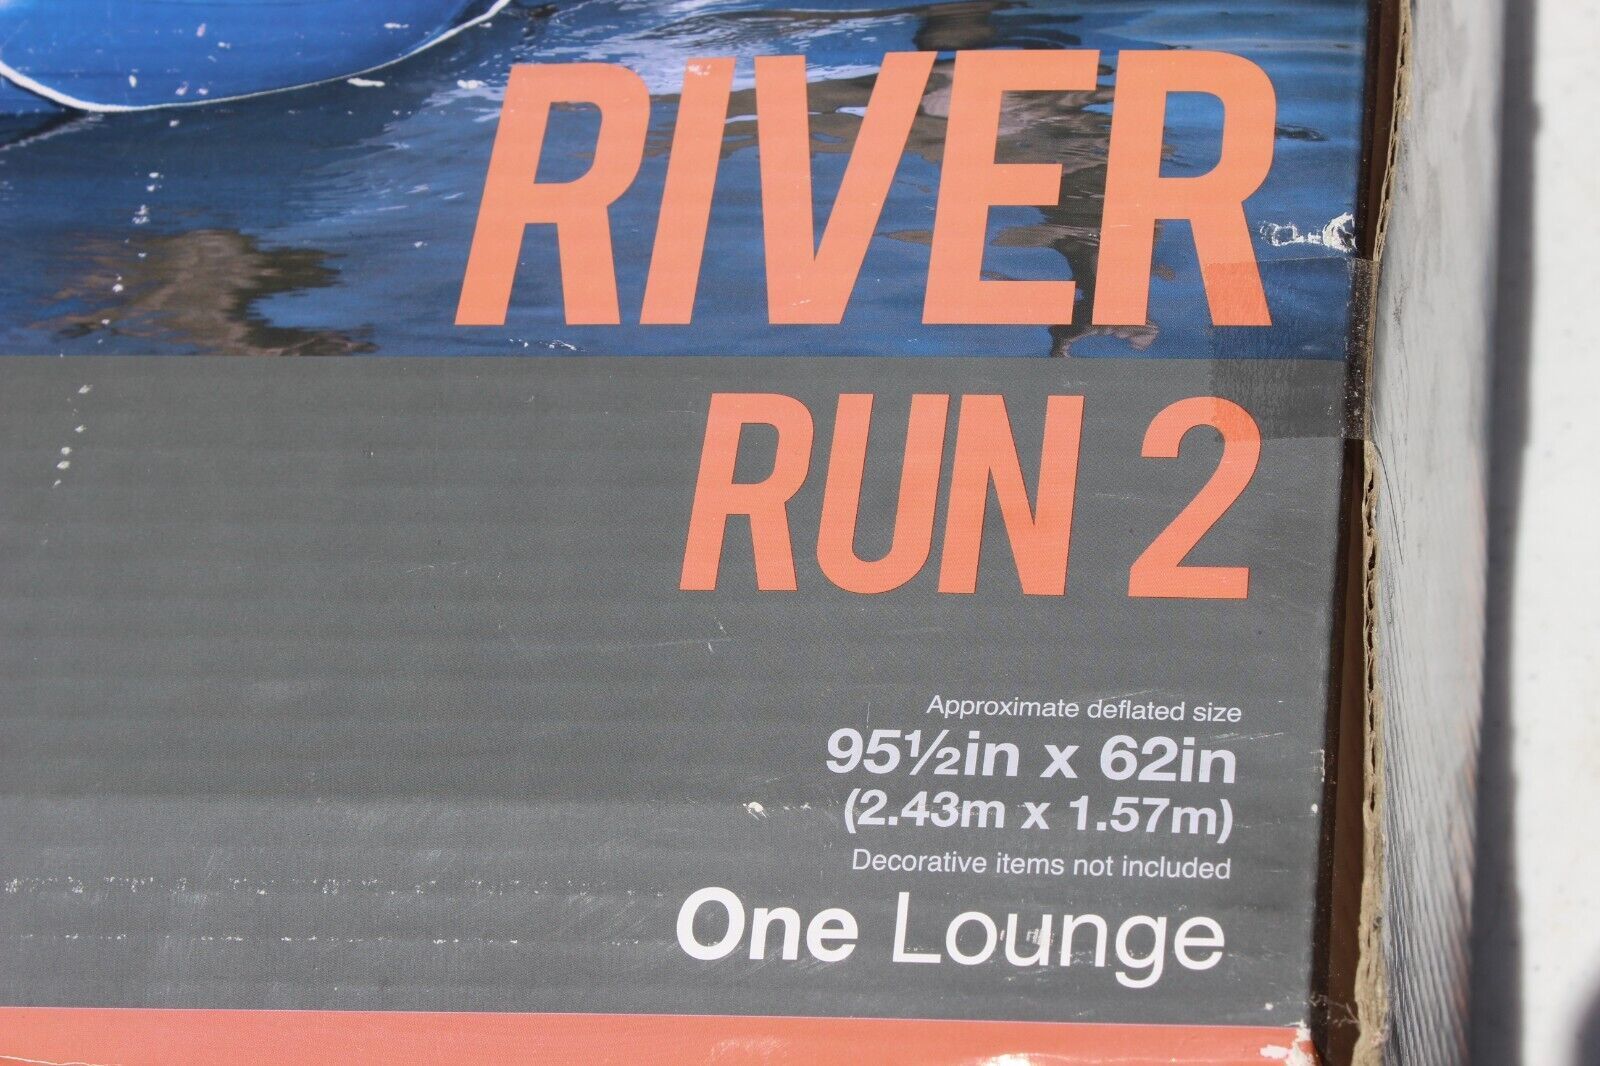 RIVER
RUN 2
Approximate deflated size
95½in x 62in
(2.43m x 1.57m)
Decorative items not included
One Lounge